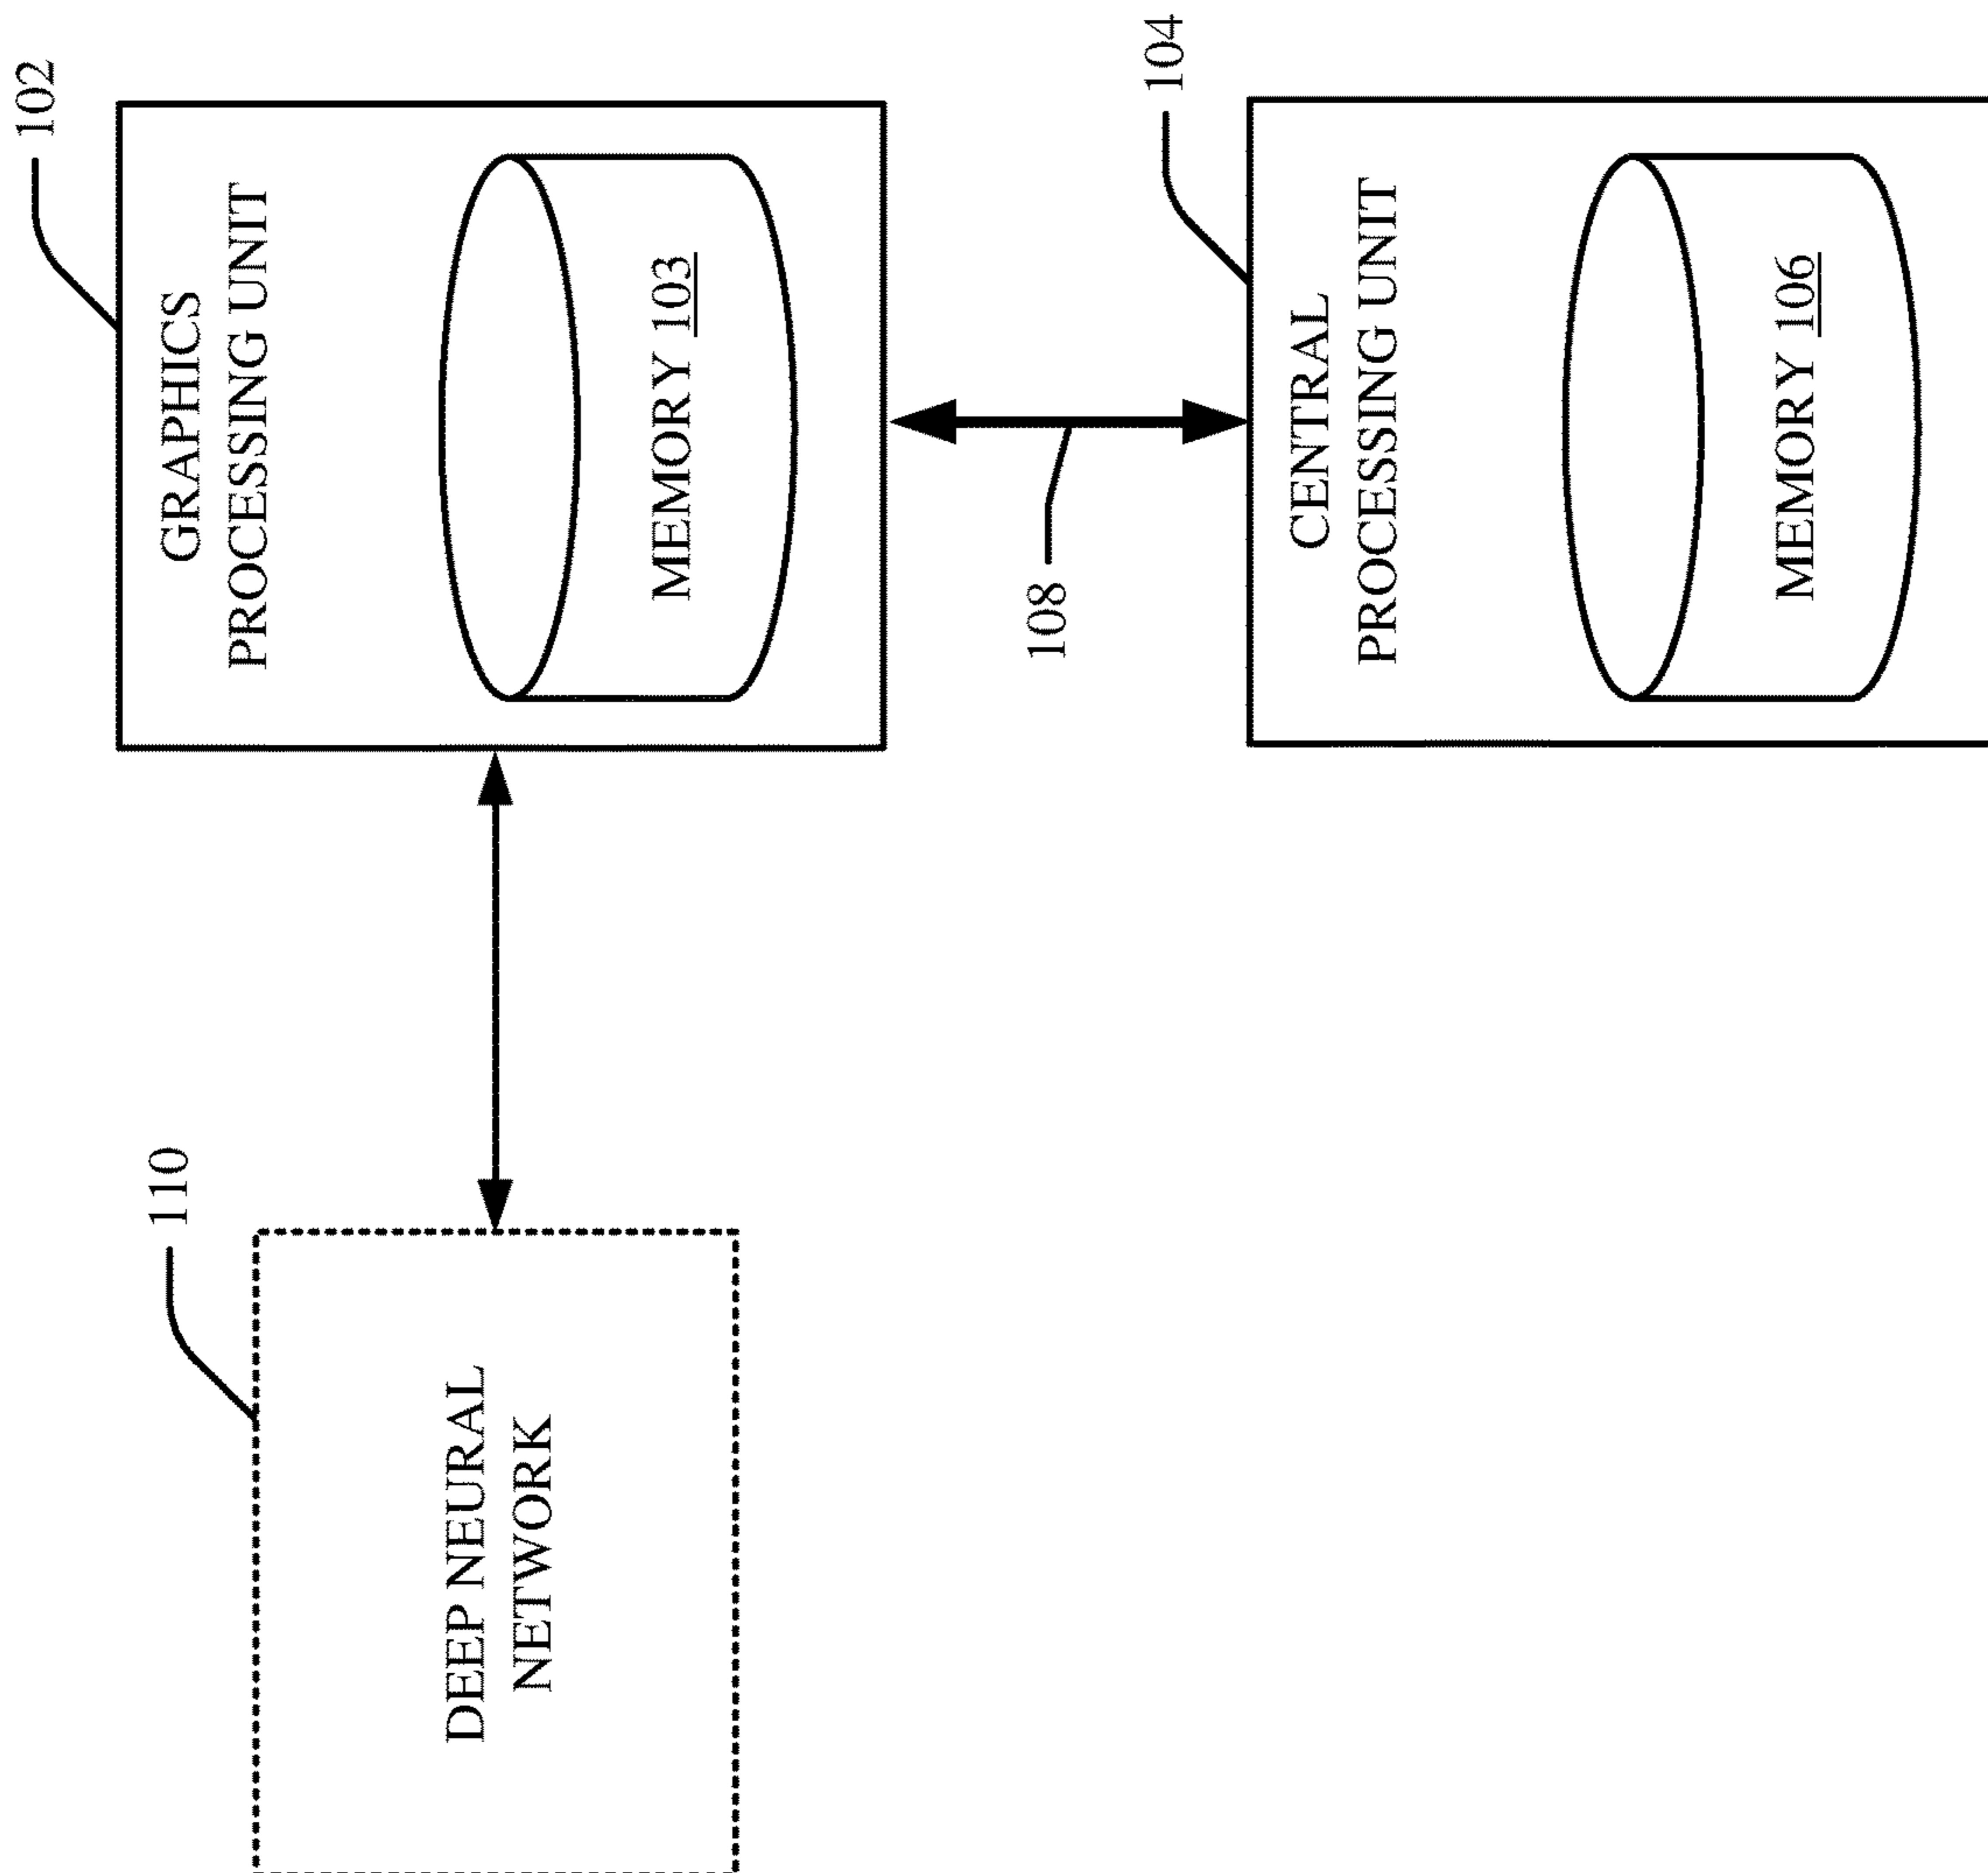 102
GRAPHICS
PROCESSING UNIT
MEMORY 103
108
104
CENTRAL
PROCESSING UNIT
MEMORY 106
110
DEEP NEURAL
NETWORK